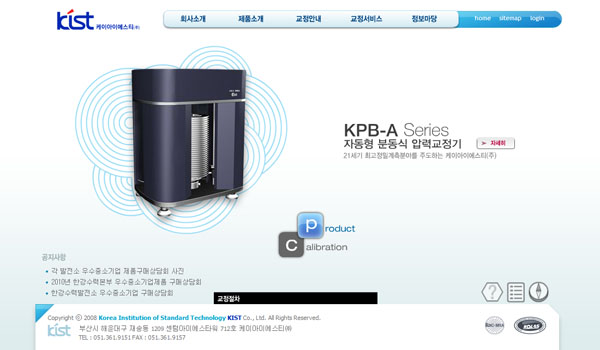 kist 케이아이에스티(주)
회사소개 제품소개 교정안내 교정서비스 정보마당
home sitemap login
KPB-A Series
자동형 분동식 압력교정기
자세히
21세기 최고정밀계측분야를 주도하는 케이아이에스티(주)
Product
Calibration
공지사항
각 발전소 우수중소기업 제품구매상담회 사진
2010년 한강수력본부 우수중소기업제품 구매상담회
한강수력발전소 우수중소기업 구매상담회
교정절차
Copyright ⓒ 2008 Korea Institution of Standard Technology KIST Co., Ltd. All Rights Reserved.
kist
부산시 해운대구 재송동 1209 센텀아이에스타워 712호 케이아이에스티㈜
TEL : 051.361.9151 FAX : 051.361.9157
KOLAS